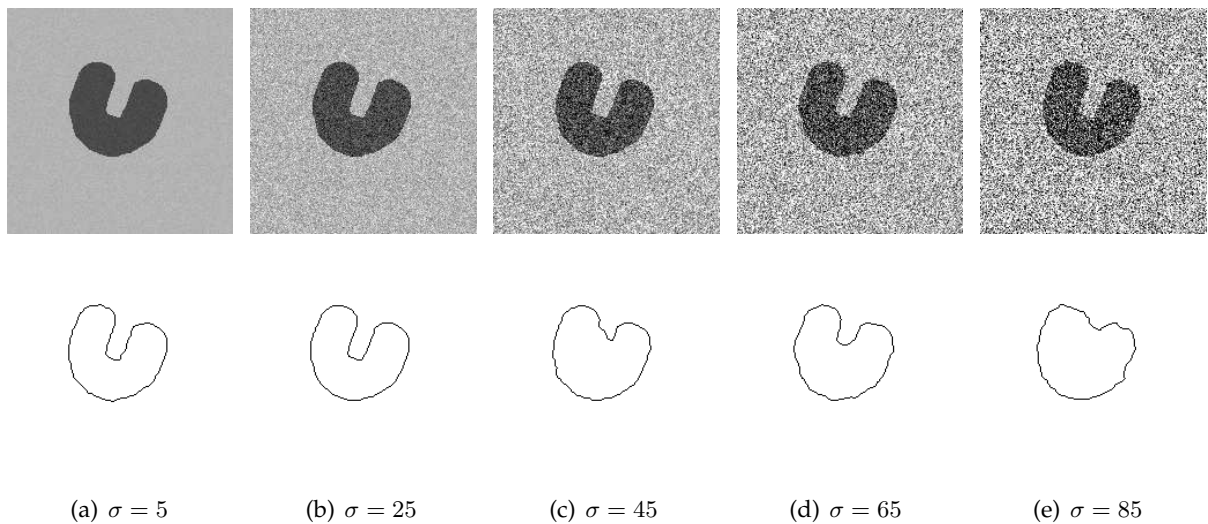 (a) σ = 5 (b) σ = 25 (c) σ = 45 (d) σ = 65 (e) σ = 85